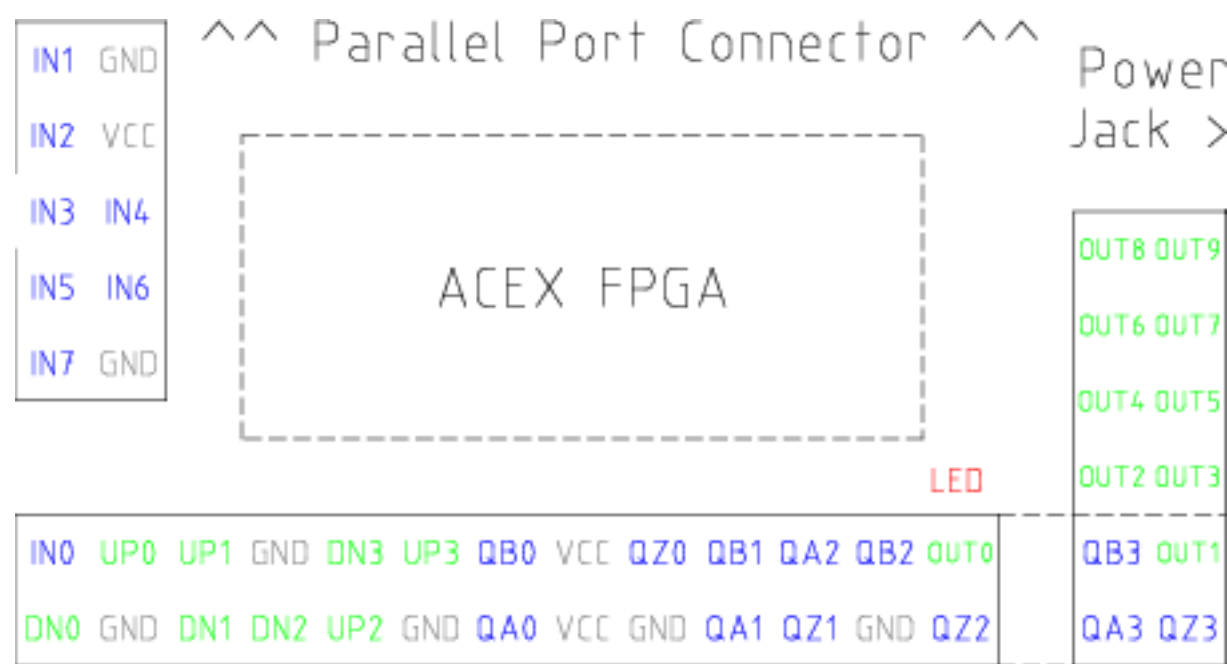 ^^ Parallel Port Connector ^^
Power
Jack >
IN1 GND
IN2 VCC
IN3 IN4
IN5 IN6
IN7 GND
ACEX FPGA
OUT8 OUT9
OUT6 OUT7
OUT4 OUT5
OUT2 OUT3
LED
IN0 UP0 UP1 GND DN3 UP3 QB0 VCC QZ0 QB1 QA2 QB2 OUT0
QB3 OUT1
DN0 GND DN1 DN2 UP2 GND QA0 VCC GND QA1 QZ1 GND QZ2
QA3 QZ3